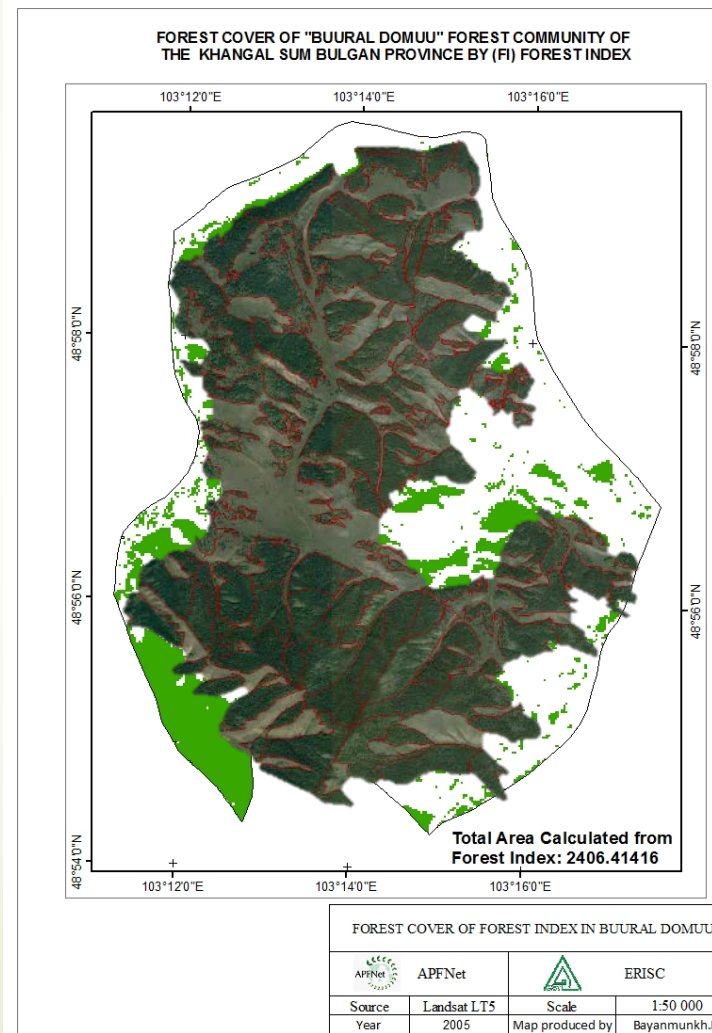 FOREST COVER OF "BUURAL DOMUU" FOREST COMMUNITY OF
THE KHANGAL SUM BULGAN PROVINCE BY (FI) FOREST INDEX
103°12'0"E 103°14'0"E 103°16'0"E
48°58'0"N 48°58'0"N
48°56'0"N 48°56'0"N
48°54'0"N
Total Area Calculated from
Forest Index: 2406.41416
103°12'0"E 103°14'0"E 103°16'0"E
FOREST COVER OF FOREST INDEX IN BUURAL DOMUU
APFNet APFNet ERISC
Source Landsat LT5 Scale 1:50 000
Year 2005 Map produced by Bayanmunkh.